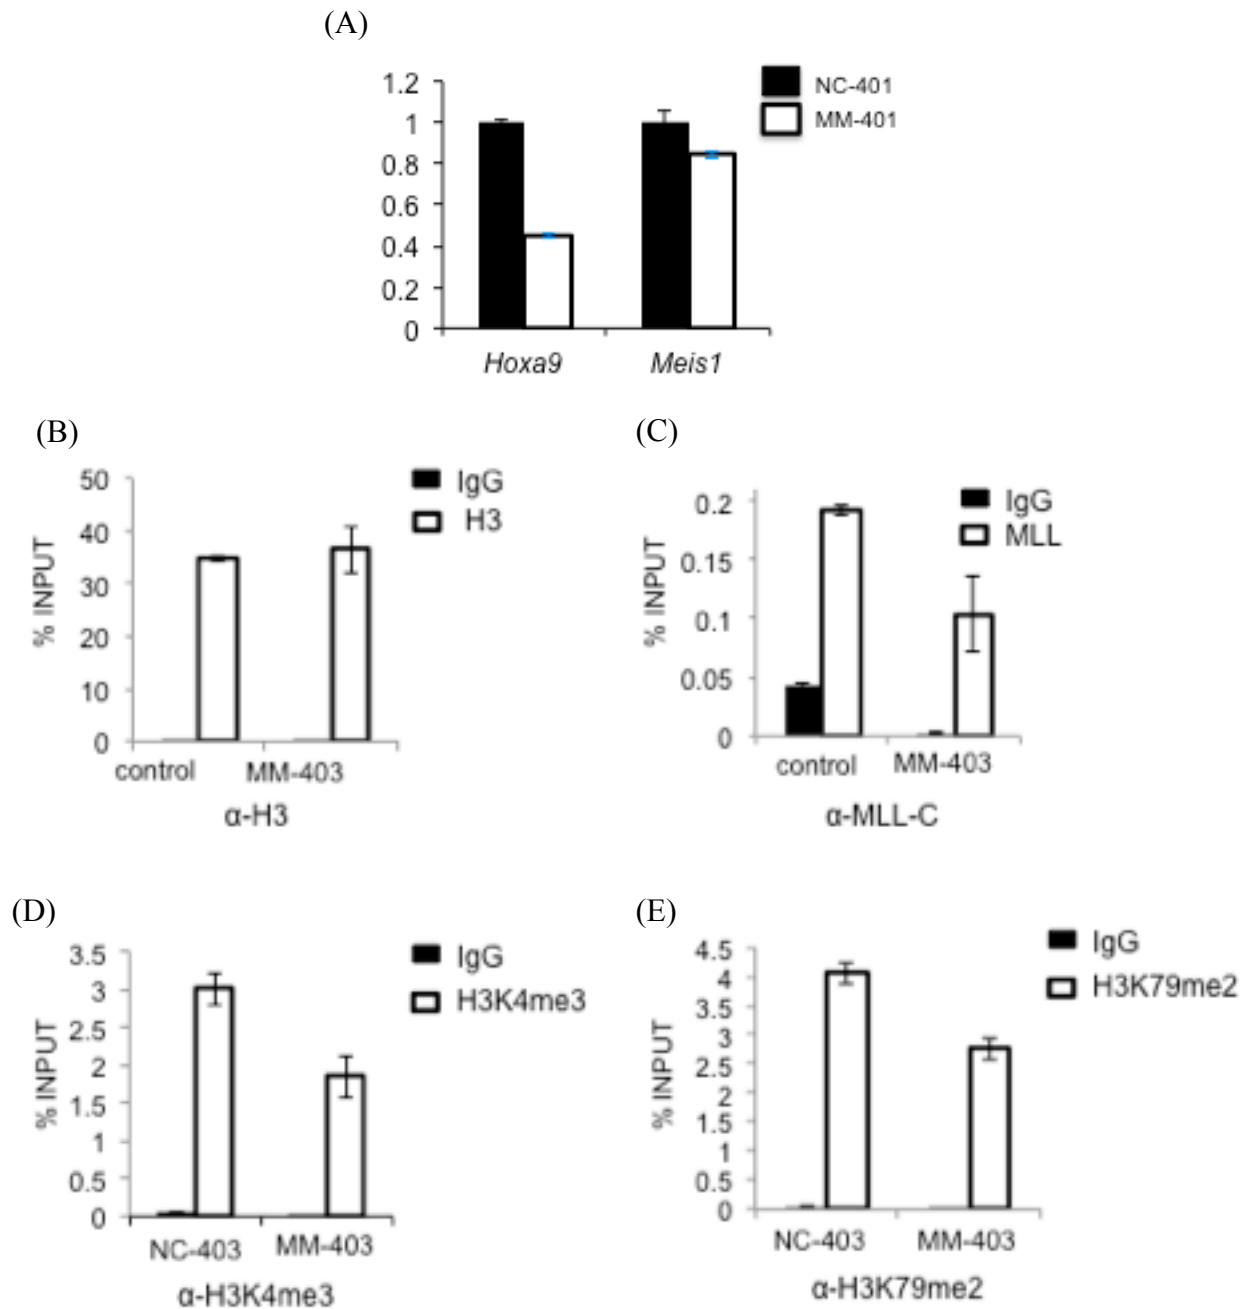 (A)
1.2
1
0.8
0.6
0.4
0.2
0
NC-401
MM-401
Hoxa9 Meis1
(B)
50
40
30
20
10
0
% INPUT
IgG
H3
control MM-403
α-H3
(C)
0.2
0.15
0.1
0.05
0
% INPUT
IgG
MLL
control MM-403
α-MLL-C
(D)
3.5
3
2.5
2
1.5
1
0.5
0
% INPUT
IgG
H3K4me3
NC-403 MM-403
α-H3K4me3
(E)
4.5
4
3.5
3
2.5
2
1.5
1
0.5
0
% INPUT
IgG
H3K79me2
NC-403 MM-403
α-H3K79me2